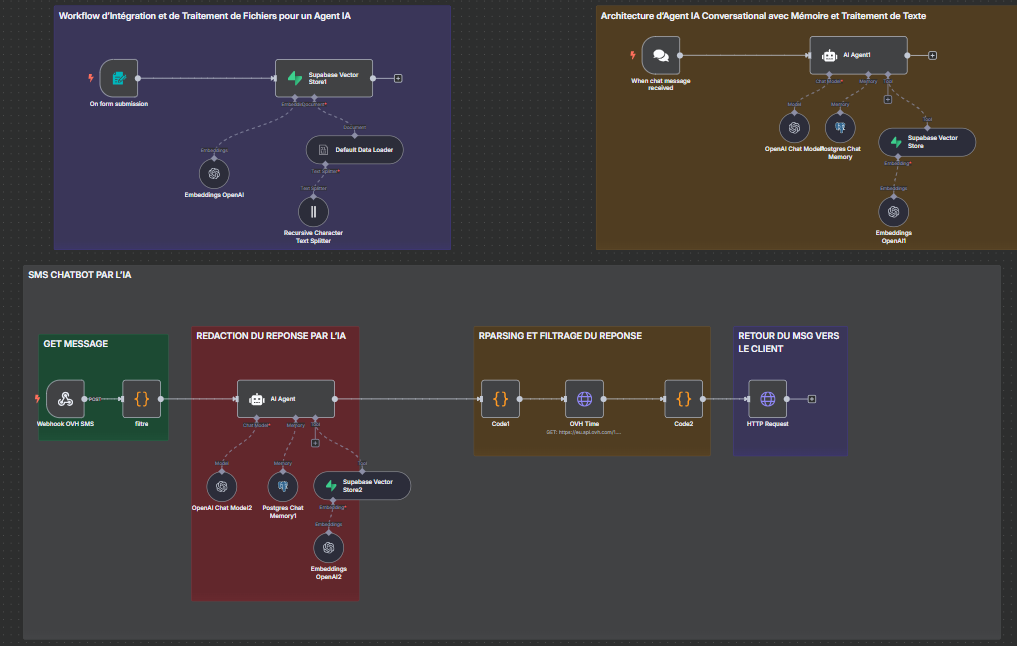 Workflow d'Intégration et de Traitement de Fichiers pour un Agent IA
On form submission
Supabase Vector
Store1
Embedding
Document*
Document
Embeddings
Embeddings OpenAI
Default Data Loader
Text Splitter*
Text Splitter
Recursive Character
Text Splitter
Architecture d'Agent IA Conversational avec Mémoire et Traitement de Texte
When chat message
received
AI Agent1
Chat Model*
Memory
Tool
Model
Memory
Tool
OpenAI Chat Model
Postgres Chat
Memory
Supabase Vector
Store
Embedding*
Embeddings
Embeddings
OpenAI1
SMS CHATBOT PAR L'IA
GET MESSAGE
POST
Webhook OVH SMS
filtre
REDACTION DU REPONSE PAR L'IA
AI Agent
Chat Model*
Memory
Tool
Model
Memory
Tool
OpenAI Chat Model2
Postgres Chat
Memory1
Supabase Vector
Store2
Embedding*
Embeddings
Embeddings
OpenAI2
RPARSING ET FILTRAGE DU REPONSE
Code1
OVH Time
GET: https://eu.api.ovh.com/1....
Code2
RETOUR DU MSG VERS
LE CLIENT
HTTP Request